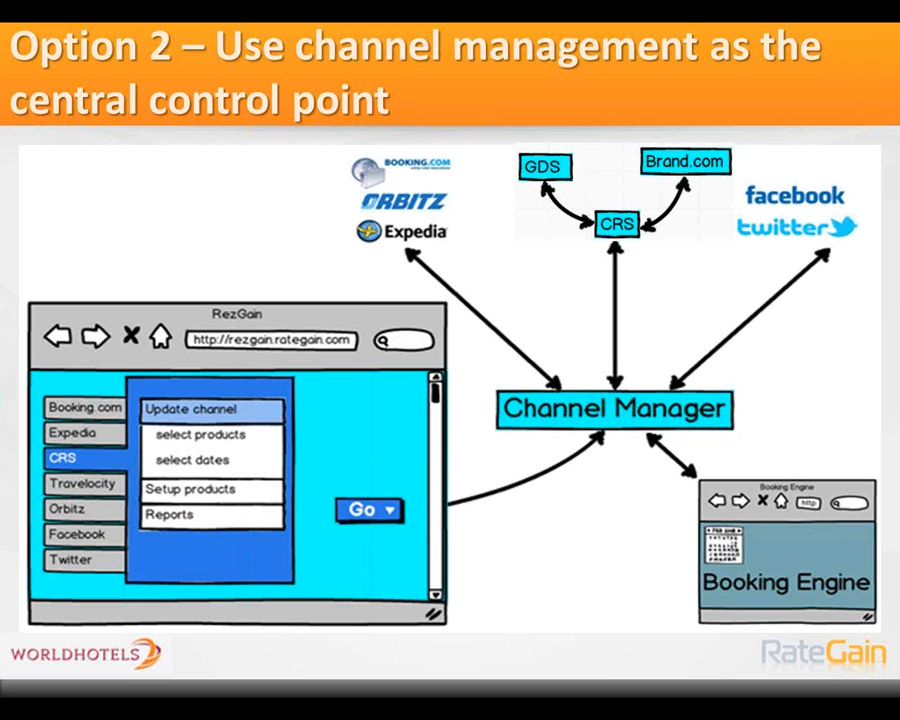 Option 2 – Use channel management as the
central control point
BOOKING.COM
ORBITZ
Expedia
GDS
Brand.com
CRS
facebook
twitter
RezGain
http://rezgain.rategain.com
Booking.com
Expedia
CRS
Travelocity
Orbitz
Facebook
Twitter
Update channel
select products
select dates
Setup products
Reports
Go
Channel Manager
Booking Engine
http
Booking Engine
WORLDHOTELS
RateGain